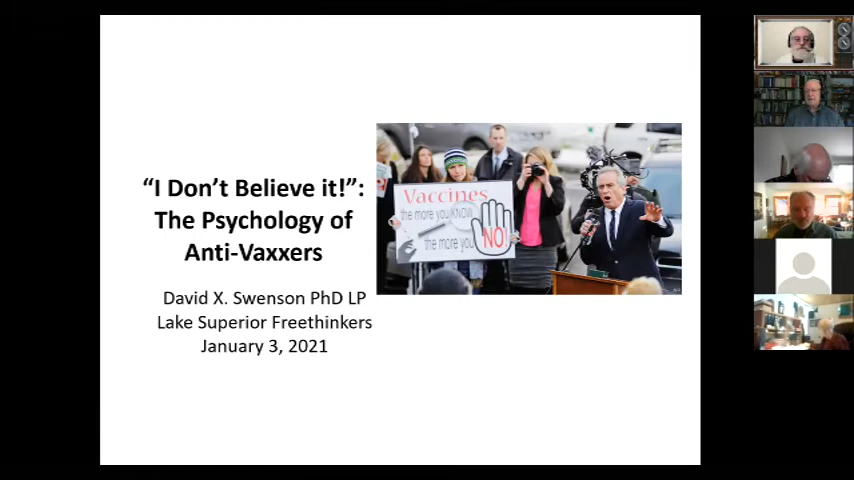 “I Don’t Believe it!”:
The Psychology of
Anti-Vaxxers
David X. Swenson PhD LP
Lake Superior Freethinkers
January 3, 2021
Vaccines
the more you KNOW
the more you
NO!